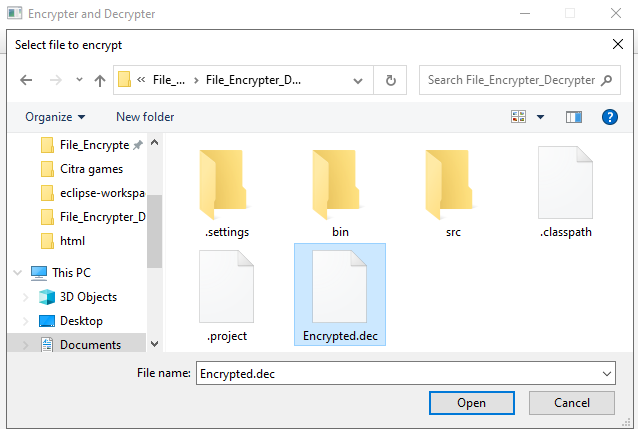 Encrypter and Decrypter
Select file to encrypt
« File_... > File_Encrypter_D...
Search File_Encrypter_Decrypter
Organize
New folder
File_Encrypte
Citra games
eclipse-workspa
File_Encrypter_D
html
This PC
3D Objects
Desktop
Documents
.settings
bin
src
.classpath
.project
Encrypted.dec
File name:
Encrypted.dec
Open
Cancel